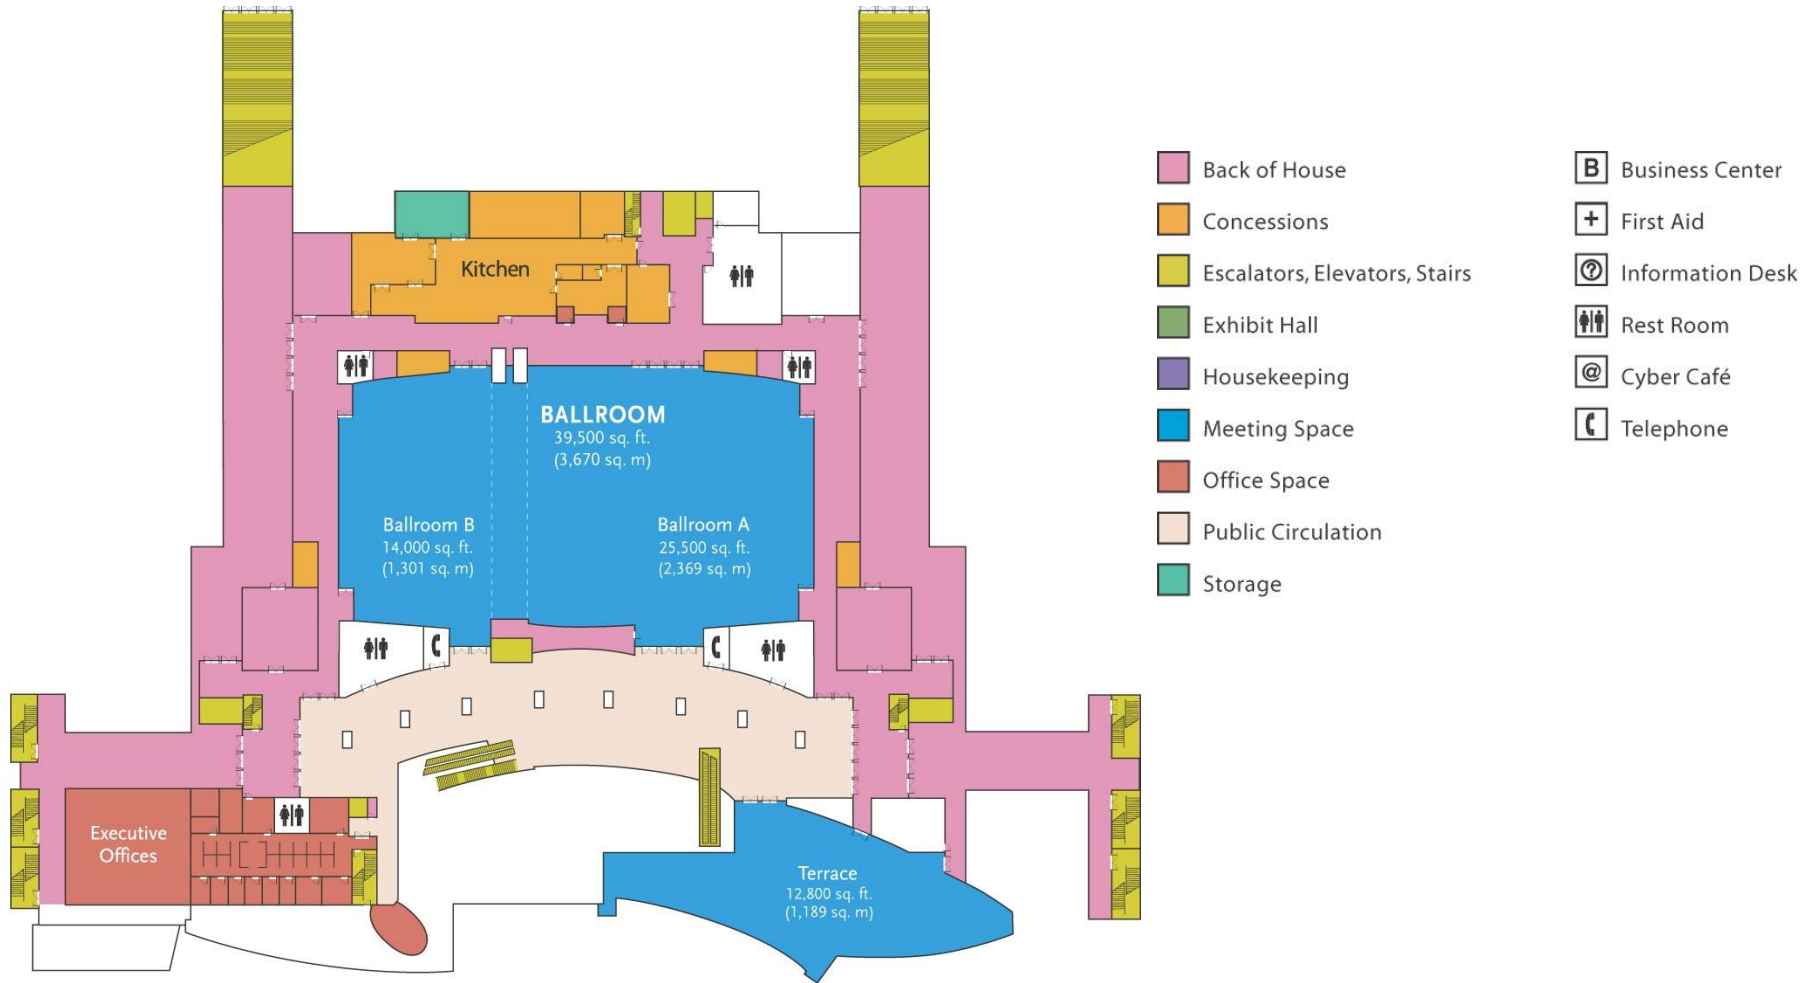 Kitchen
BALLROOM
39,500 sq. ft.
(3,670 sq. m)
Ballroom B
14,000 sq. ft.
(1,301 sq. m)
Ballroom A
25,500 sq. ft.
(2,369 sq. m)
Executive
Offices
Terrace
12,800 sq. ft.
(1,189 sq. m)
Back of House
Concessions
Escalators, Elevators, Stairs
Exhibit Hall
Housekeeping
Meeting Space
Office Space
Public Circulation
Storage
B Business Center
+ First Aid
? Information Desk
Rest Room
@ Cyber Café
Telephone